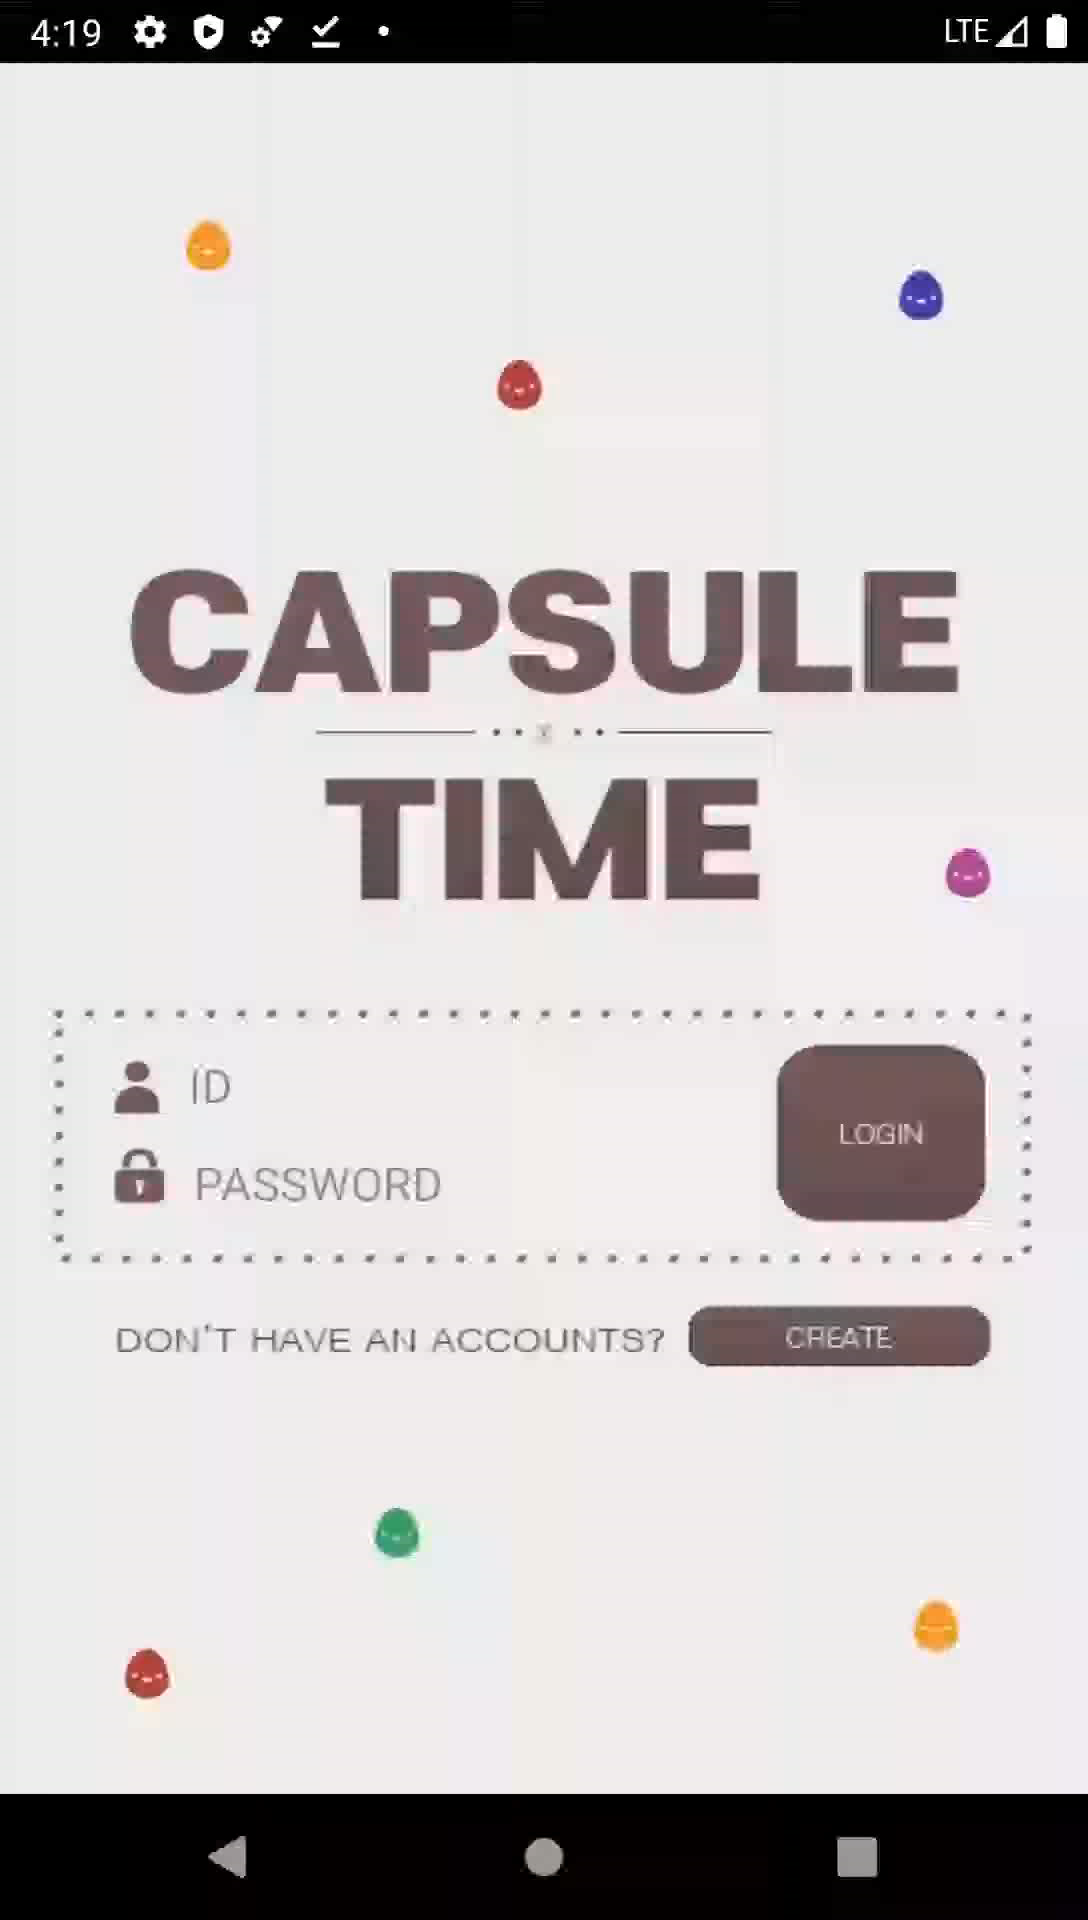 4:19 LTE
CAPSULE
TIME
ID
PASSWORD
LOGIN
DON'T HAVE AN ACCOUNTS? CREATE